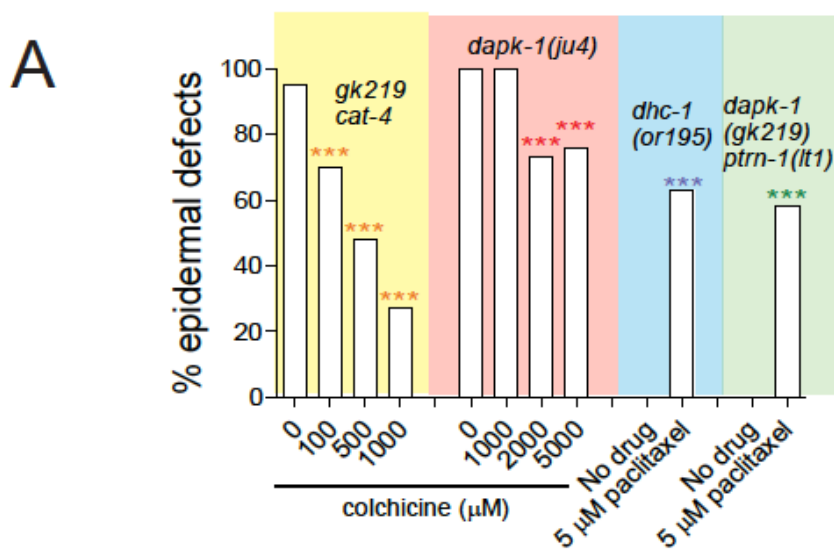 A
gk219
cat-4
dapk-1(ju4)
dhc-1
(or195)
dapk-1
(gk219)
ptrn-1(lt1)
% epidermal defects
100
80
60
40
20
0
***
***
***
***
***
***
***
0
100
500
1000
0
1000
2000
5000
No drug
5 μM paclitaxel
No drug
5 μM paclitaxel
colchicine (μM)